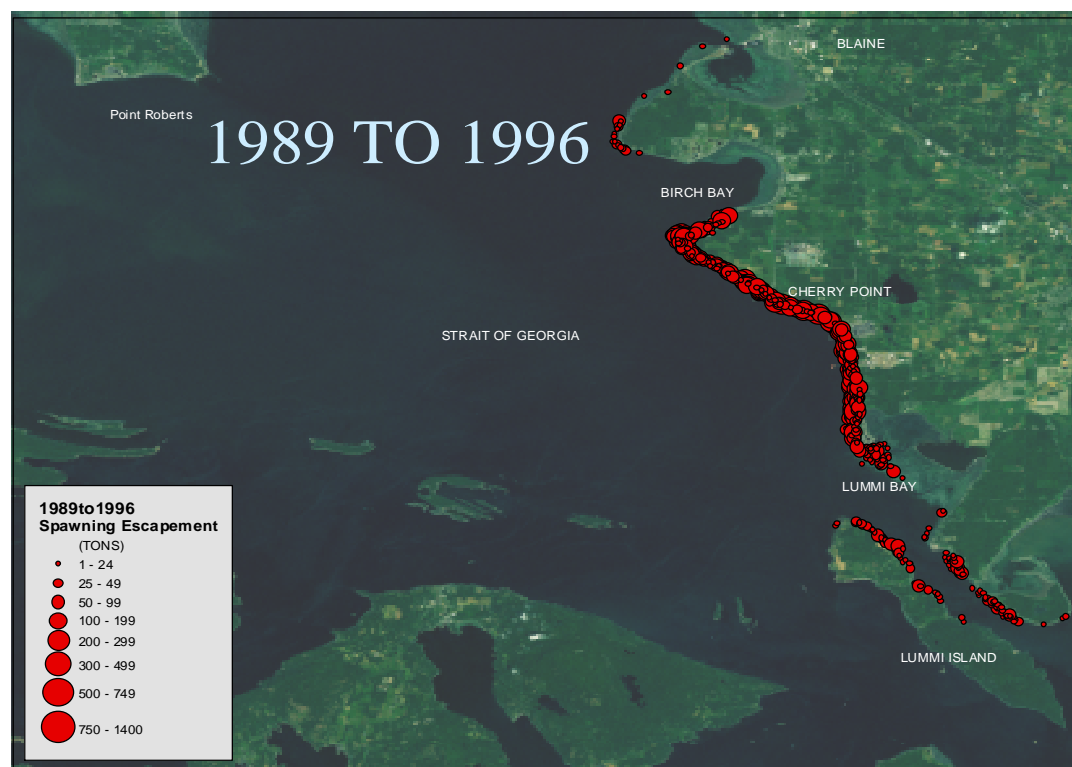 BLAINE
Point Roberts
1989 TO 1996
BIRCH BAY
CHERRY POINT
STRAIT OF GEORGIA
LUMMI BAY
LUMMI ISLAND
1989to1996
Spawning Escapement
(TONS)
1 - 24
25 - 49
50 - 99
100 - 199
200 - 299
300 - 499
500 - 749
750 - 1400